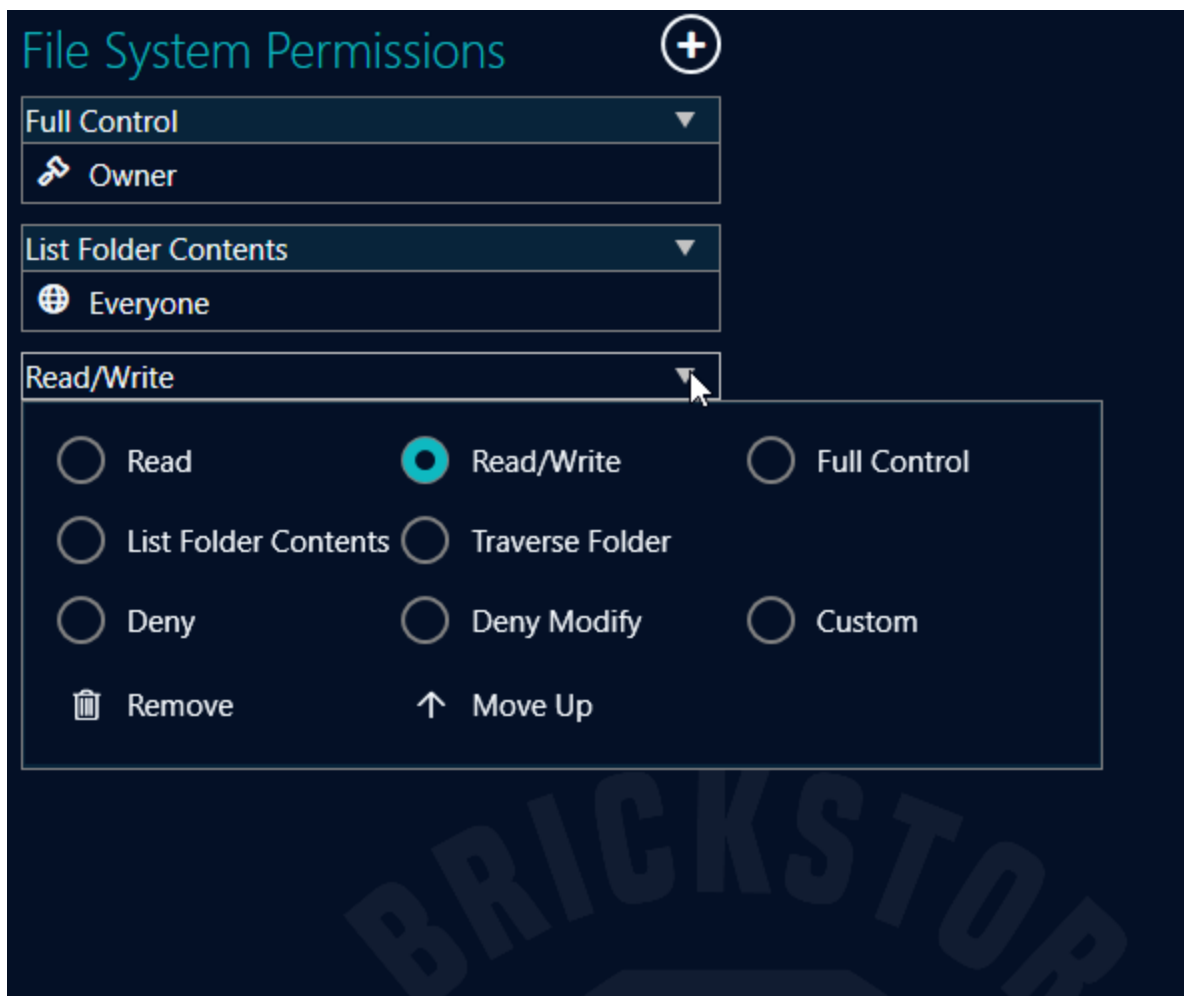 File System Permissions
Full Control
Owner
List Folder Contents
Everyone
Read/Write
Read Read/Write Full Control
List Folder Contents Traverse Folder
Deny Deny Modify Custom
Remove Move Up
BRICKSTOR